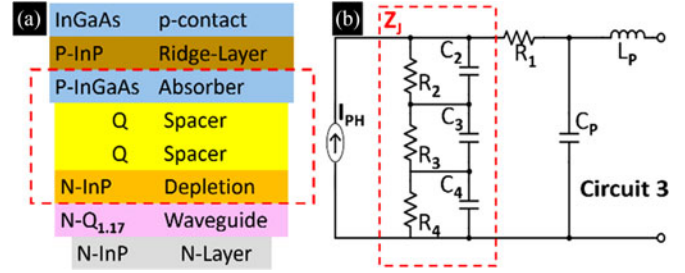 (a)
InGaAs p-contact
P-InP Ridge-Layer
P-InGaAs Absorber
Q Spacer
Q Spacer
N-InP Depletion
N-Q1.17 Waveguide
N-InP N-Layer
(b)
ZJ
IPH
R2
C2
R3
C3
R4
C4
R1
LP
CP
Circuit 3